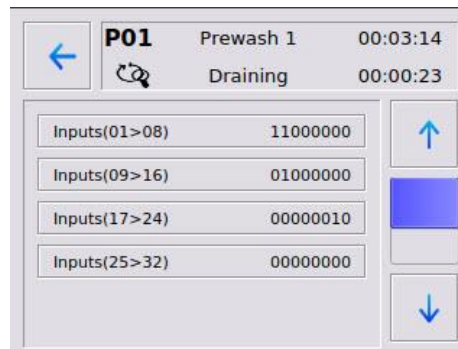 P01 Prewash 1 00:03:14
Draining 00:00:23
Inputs(01>08) 11000000
Inputs(09>16) 01000000
Inputs(17>24) 00000010
Inputs(25>32) 00000000